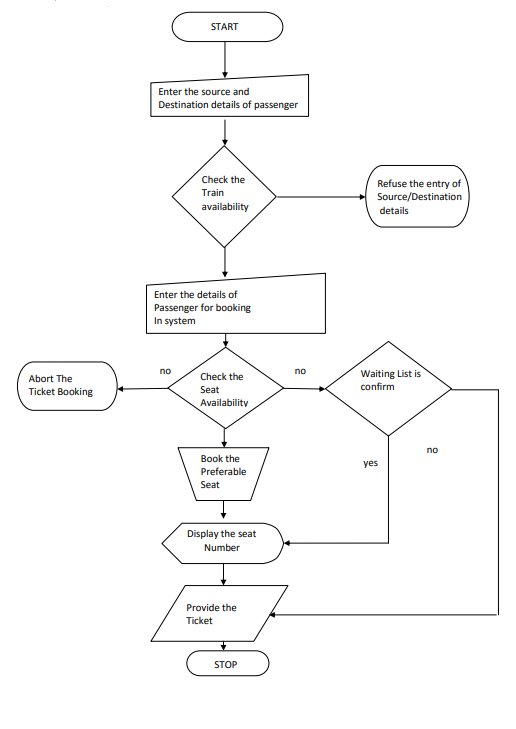 START
Enter the source and
Destination details of passenger
Check the
Train
availability
Refuse the entry of
Source/Destination
details
Enter the details of
Passenger for booking
In system
no
no
Abort The
Ticket Booking
Check the
Seat
Availability
Waiting List is
confirm
Book the
Preferable
Seat
yes
no
Display the seat
Number
Provide the
Ticket
STOP